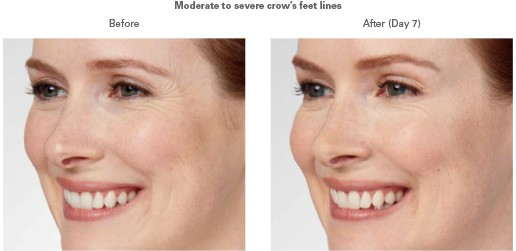 Moderate to severe crow's feet lines
Before
After (Day 7)